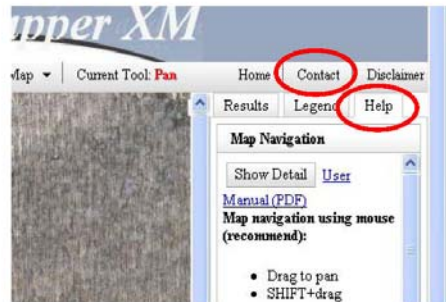 apper XM
Map Current Tool: Pan Home Contact Disclaimer
Results Legend Help
Map Navigation
Show Detail User
Manual (PDF)
Map navigation using mouse
(recommend):
• Drag to pan
• SHIFT+drag